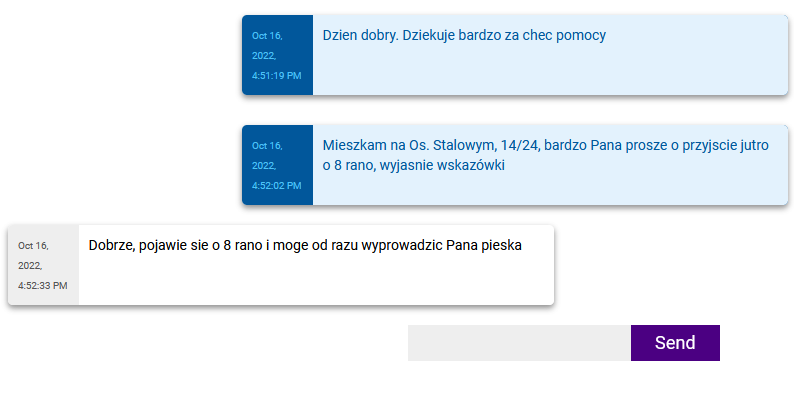 Oct 16,
2022,
4:51:19 PM
Dzien dobry. Dziekuje bardzo za chec pomocy
Oct 16,
2022,
4:52:02 PM
Mieszkam na Os. Stalowym, 14/24, bardzo Pana prosze o przyjscie jutro
o 8 rano, wyjasnie wskazówki
Oct 16,
2022,
4:52:33 PM
Dobrze, pojawie sie o 8 rano i moge od razu wyprowadzic Pana pieska
Send